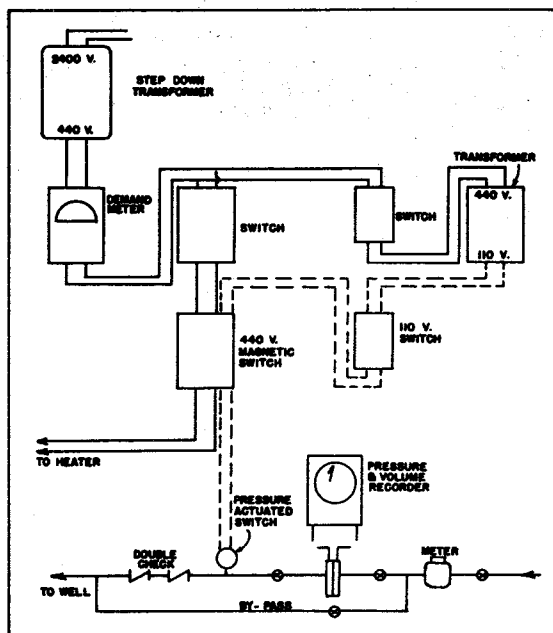 2400 V.
STEP DOWN
TRANSFORMER
440 V.
TRANSFORMER
DEMAND
METER
440 V.
SWITCH
SWITCH
110 V.
110 V.
SWITCH
440 V.
MAGNETIC
SWITCH
TO HEATER
PRESSURE
& VOLUME
RECORDER
PRESSURE
ACTUATED
SWITCH
DOUBLE
CHECK
METER
TO WELL
BY-PASS